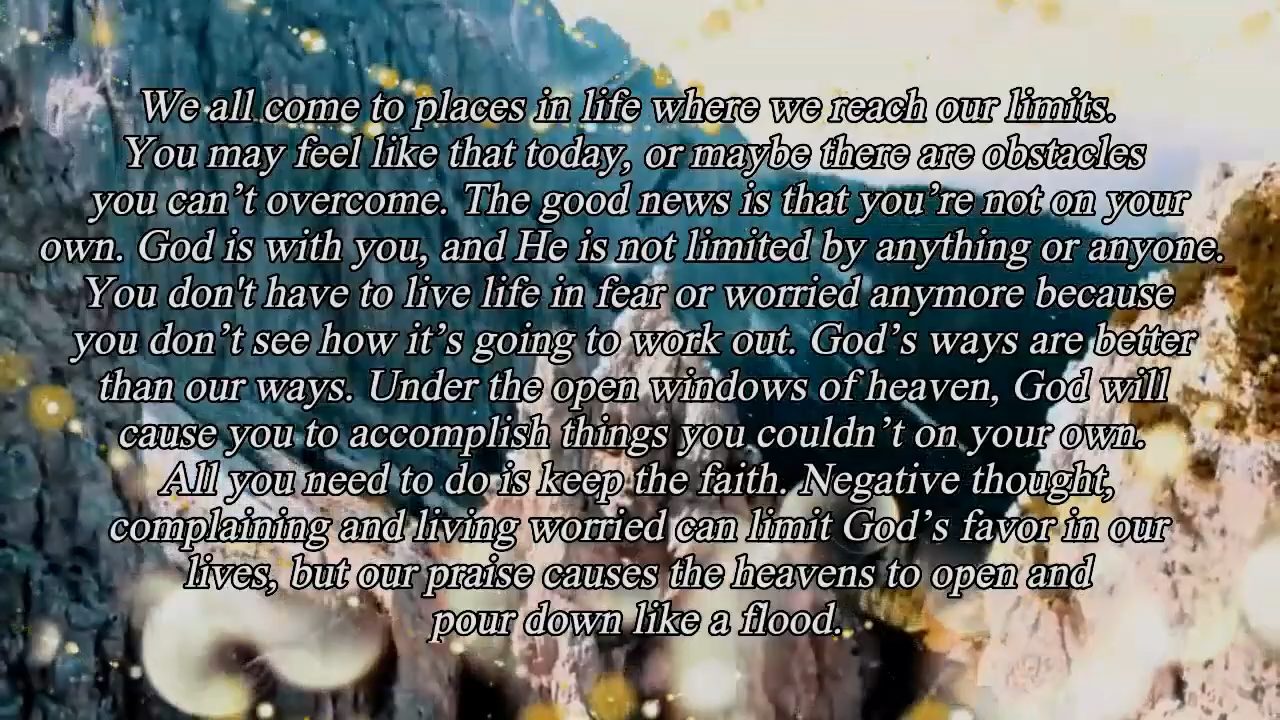 We all come to places in life where we reach our limits.
You may feel like that today, or maybe there are obstacles
you can’t overcome. The good news is that you’re not on your
own. God is with you, and He is not limited by anything or anyone.
You don't have to live life in fear or worried anymore because
you don’t see how it’s going to work out. God’s ways are better
than our ways. Under the open windows of heaven, God will
cause you to accomplish things you couldn’t on your own.
All you need to do is keep the faith. Negative thought,
complaining and living worried can limit God’s favor in our
lives, but our praise causes the heavens to open and
pour down like a flood.